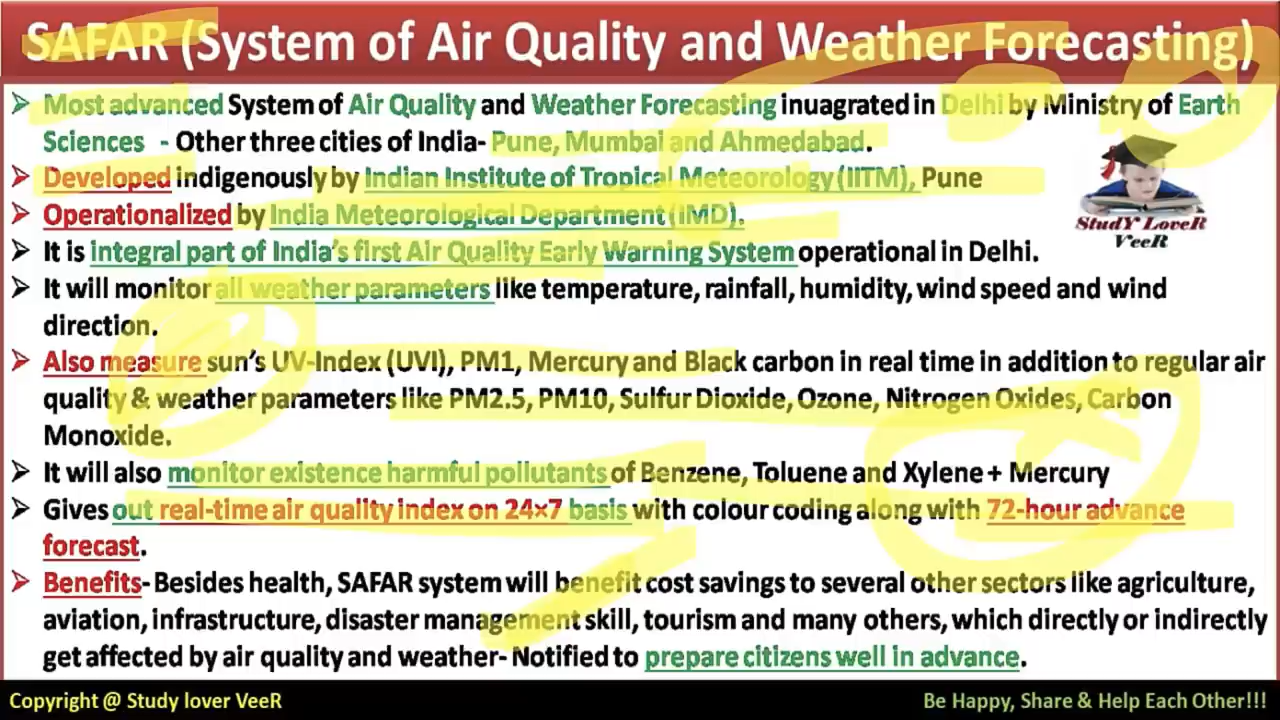 SAFAR (System of Air Quality and Weather Forecasting)
➢ Most advanced System of Air Quality and Weather Forecasting inuagrated in Delhi by Ministry of Earth
Sciences - Other three cities of India- Pune, Mumbai and Ahmedabad.
➢ Developed indigenously by Indian Institute of Tropical Meteorology (IITM), Pune
➢ Operationalized by India Meteorological Department (IMD).
StudY LoveR
VeeR
➢ It is integral part of India's first Air Quality Early Warning System operational in Delhi.
➢ It will monitor all weather parameters like temperature, rainfall, humidity, wind speed and wind
direction.
➢ Also measure sun's UV-Index (UVI), PM1, Mercury and Black carbon in real time in addition to regular air
quality & weather parameters like PM2.5, PM10, Sulfur Dioxide, Ozone, Nitrogen Oxides, Carbon
Monoxide.
➢ It will also monitor existence harmful pollutants of Benzene, Toluene and Xylene + Mercury
➢ Gives out real-time air quality index on 24×7 basis with colour coding along with 72-hour advance
forecast.
➢ Benefits- Besides health, SAFAR system will benefit cost savings to several other sectors like agriculture,
aviation, infrastructure, disaster management skill, tourism and many others, which directly or indirectly
get affected by air quality and weather- Notified to prepare citizens well in advance.
Copyright @ Study lover VeeR
Be Happy, Share & Help Each Other!!!